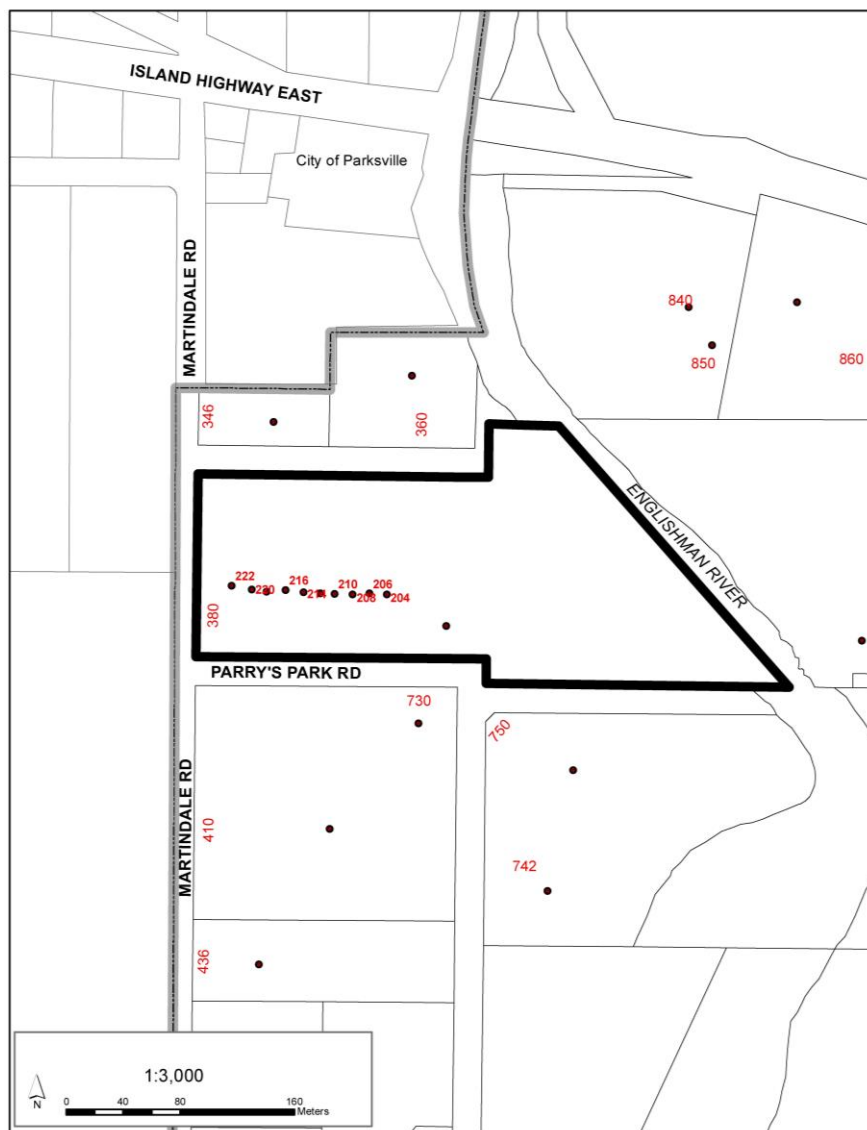 ISLAND HIGHWAY EAST
City of Parksville
MARTINDALE RD
840
850
860
346
360
ENGLISHMAN RIVER
222
220
216
214
210
208
206
204
380
PARRY'S PARK RD
730
750
MARTINDALE RD
410
742
436
1:3,000
N
0 40 80 160
Meters